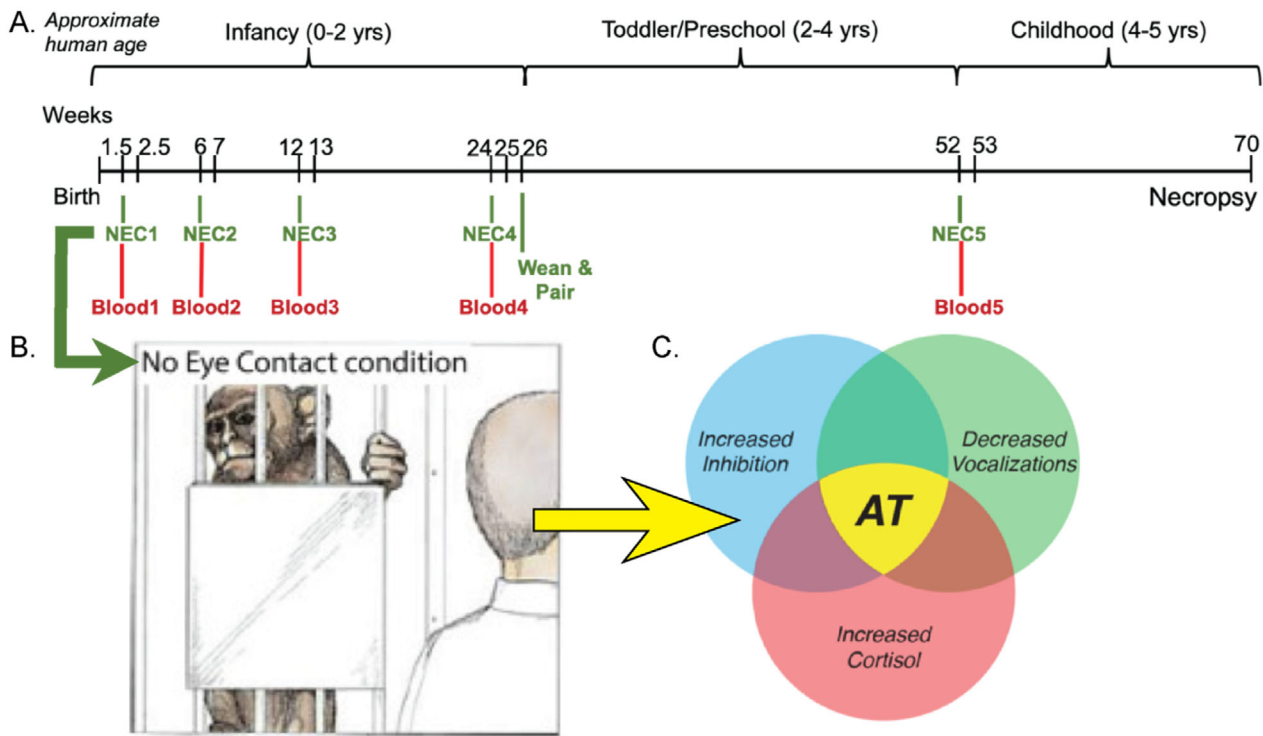 A.
Approximate
human age
Infancy (0-2 yrs)
Toddler/Preschool (2-4 yrs)
Childhood (4-5 yrs)
Weeks
1.5 2.5 6 7 12 13 24 25 26 52 53 70
Birth
Necropsy
NEC1 NEC2 NEC3 NEC4 NEC5
Wean &
Pair
Blood1 Blood2 Blood3 Blood4 Blood5
B.
No Eye Contact condition
C.
Increased
Inhibition
Decreased
Vocalizations
AT
Increased
Cortisol